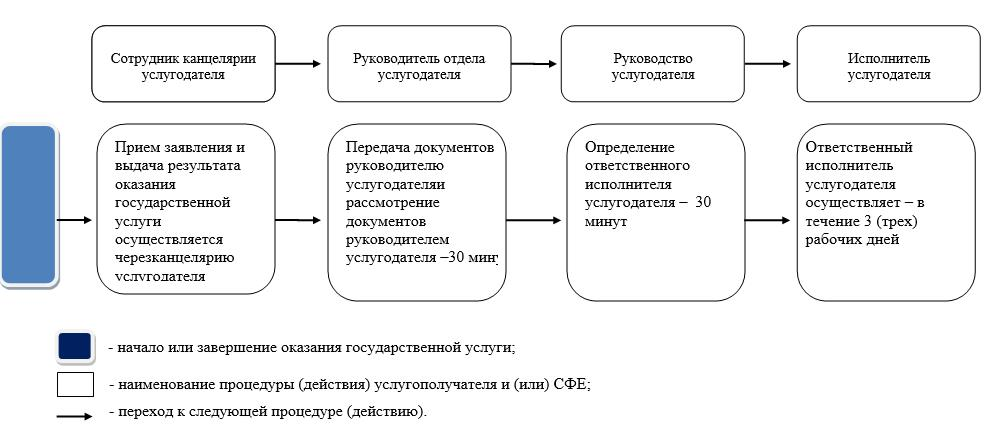 Сотрудник канцелярии
услугодателя
Руководитель отдела
услугодателя
Руководство
услугодателя
Исполнитель
услугодателя
Прием заявления и
выдача результата
оказания
государственной
услуги
осуществляется
черезканцелярию
услугодателя
Передача документов
руководителю
услугодателяи
рассмотрение
документов
руководителем
услугодателя –30 мин
Определение
ответственного
исполнителя
услугодателя – 30
минут
Ответственный
исполнитель
услугодателя
осуществляет – в
течение 3 (трех)
рабочих дней
- начало или завершение оказания государственной услуги;
- наименование процедуры (действия) услугополучателя и (или) СФЕ;
- переход к следующей процедуре (действию).